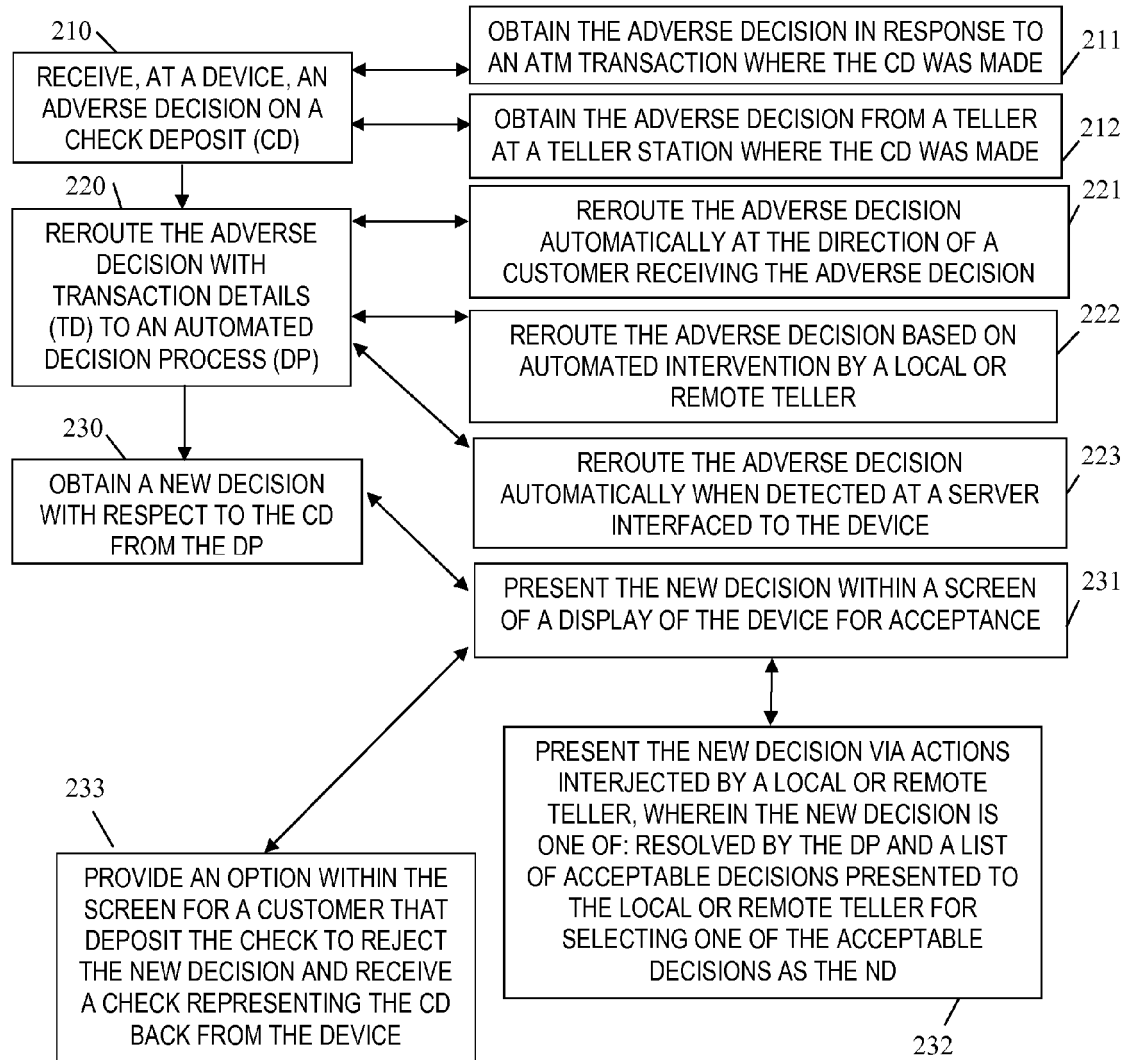 210
RECEIVE, AT A DEVICE, AN
ADVERSE DECISION ON A
CHECK DEPOSIT (CD)
OBTAIN THE ADVERSE DECISION IN RESPONSE TO
AN ATM TRANSACTION WHERE THE CD WAS MADE
211
OBTAIN THE ADVERSE DECISION FROM A TELLER
AT A TELLER STATION WHERE THE CD WAS MADE
212
220
REROUTE THE ADVERSE
DECISION WITH
TRANSACTION DETAILS
(TD) TO AN AUTOMATED
DECISION PROCESS (DP)
221
REROUTE THE ADVERSE DECISION
AUTOMATICALLY AT THE DIRECTION OF A
CUSTOMER RECEIVING THE ADVERSE DECISION
222
REROUTE THE ADVERSE DECISION BASED ON
AUTOMATED INTERVENTION BY A LOCAL OR
REMOTE TELLER
223
REROUTE THE ADVERSE DECISION
AUTOMATICALLY WHEN DETECTED AT A SERVER
INTERFACED TO THE DEVICE
230
OBTAIN A NEW DECISION
WITH RESPECT TO THE CD
FROM THE DP
231
PRESENT THE NEW DECISION WITHIN A SCREEN
OF A DISPLAY OF THE DEVICE FOR ACCEPTANCE
PRESENT THE NEW DECISION VIA ACTIONS
INTERJECTED BY A LOCAL OR REMOTE
TELLER, WHEREIN THE NEW DECISION IS
ONE OF: RESOLVED BY THE DP AND A LIST
OF ACCEPTABLE DECISIONS PRESENTED TO
THE LOCAL OR REMOTE TELLER FOR
SELECTING ONE OF THE ACCEPTABLE
DECISIONS AS THE ND
232
233
PROVIDE AN OPTION WITHIN THE
SCREEN FOR A CUSTOMER THAT
DEPOSIT THE CHECK TO REJECT
THE NEW DECISION AND RECEIVE
A CHECK REPRESENTING THE CD
BACK FROM THE DEVICE